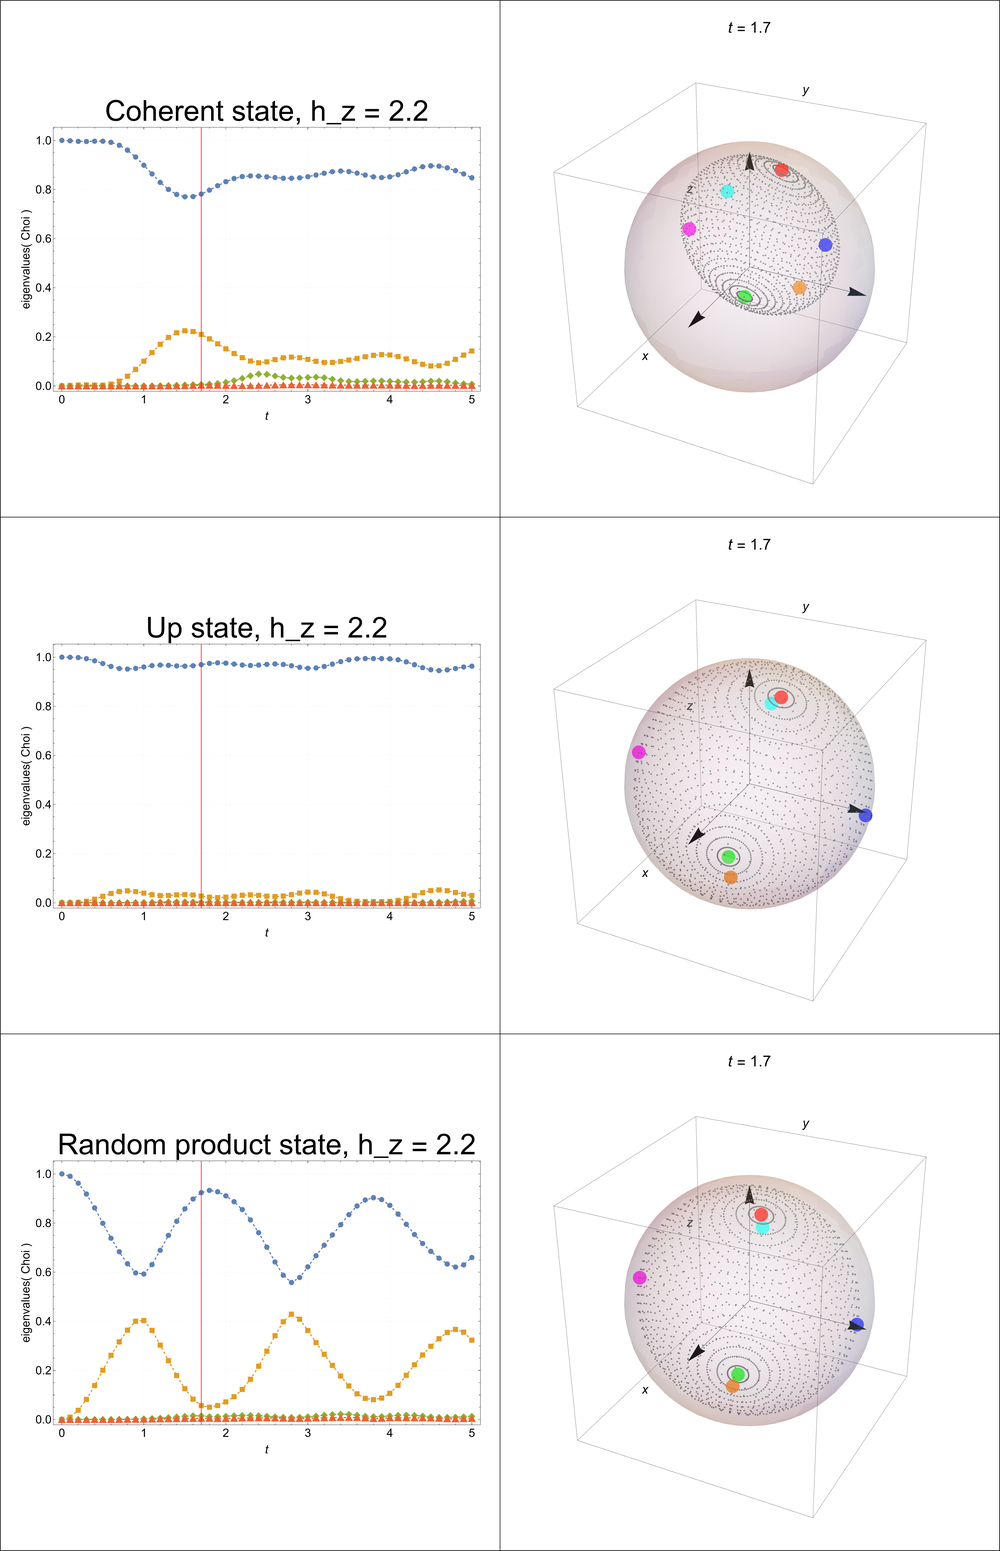 t = 1.7
y
Coherent state, h_z = 2.2
1.0
0.8
0.6
0.4
0.2
0.0
eigenvalues( Choi )
0 1 2 3 4 5
t
z
x
t = 1.7
y
Up state, h_z = 2.2
1.0
0.8
0.6
0.4
0.2
0.0
eigenvalues( Choi )
0 1 2 3 4 5
t
z
x
t = 1.7
y
Random product state, h_z = 2.2
1.0
0.8
0.6
0.4
0.2
0.0
eigenvalues( Choi )
0 1 2 3 4 5
t
z
x